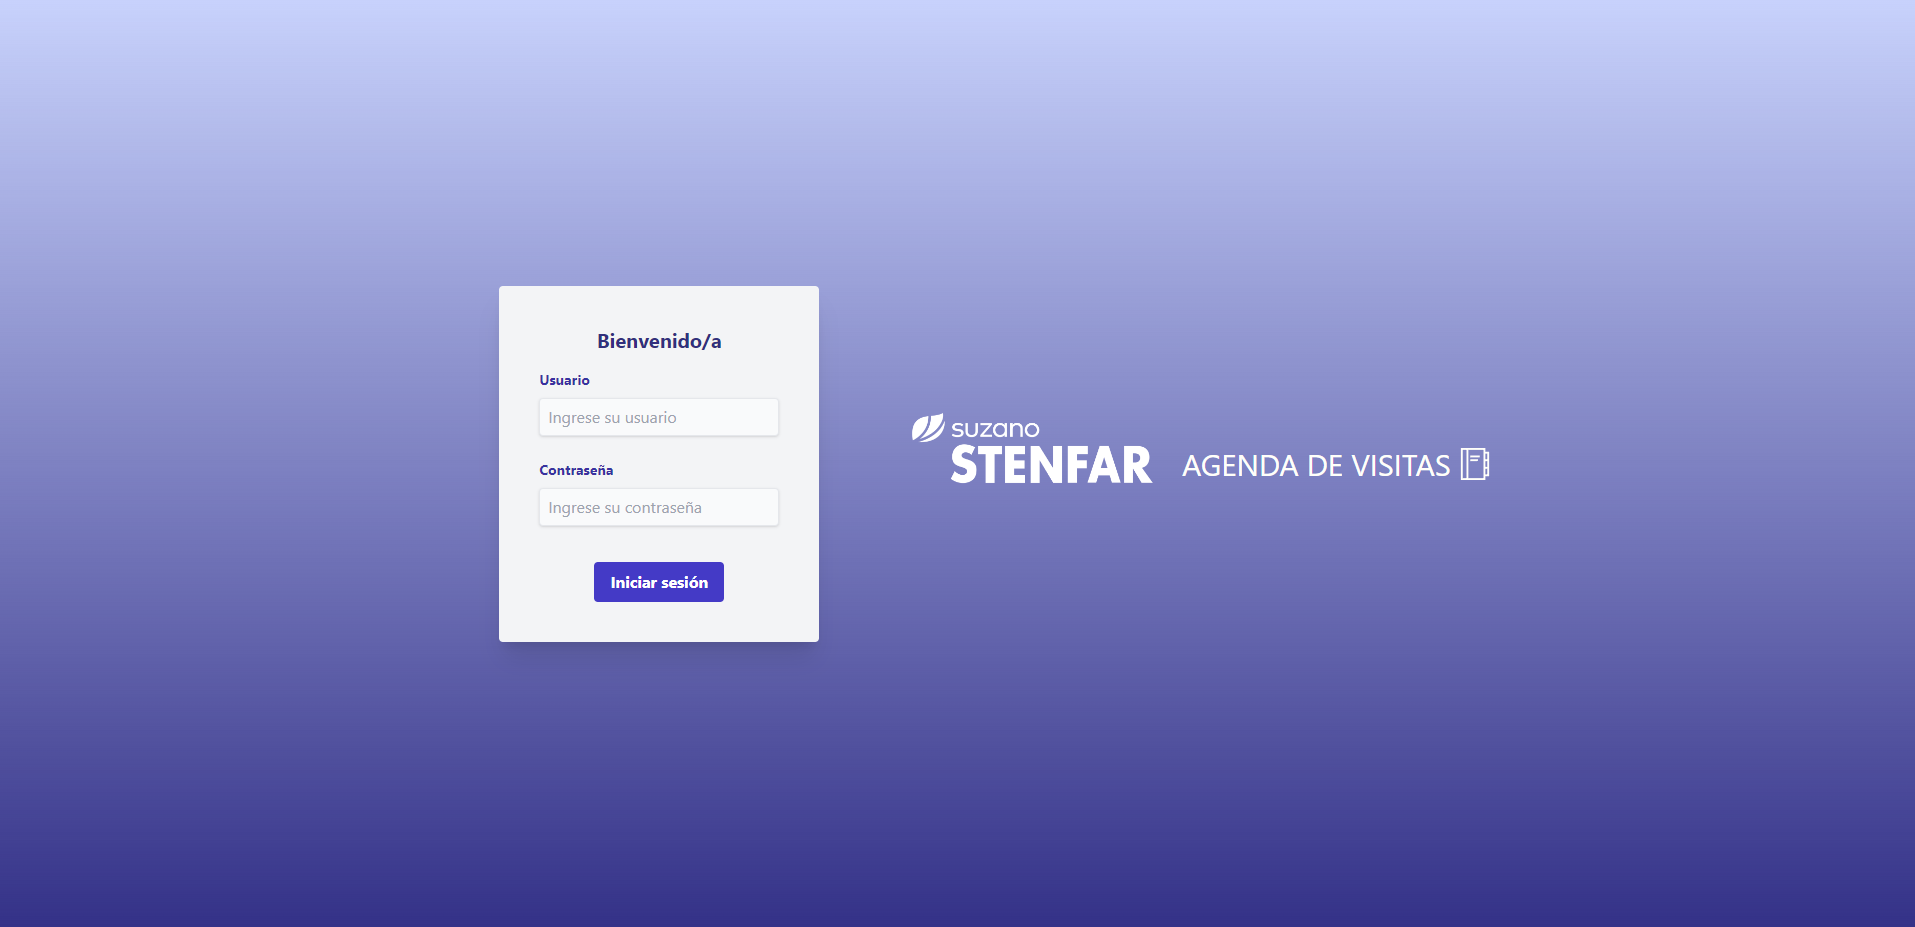 Bienvenido/a
Usuario
Ingrese su usuario
Contraseña
Ingrese su contraseña
Iniciar sesión
suzano
STENFAR
AGENDA DE VISITAS